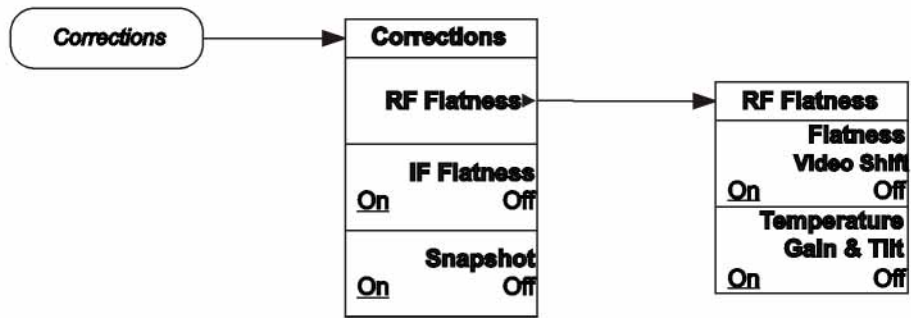 Corrections
Corrections
RF Flatness
IF Flatness
On Off
Snapshot
On Off
RF Flatness
Flatness
Video Shift
On Off
Temperature
Gain & Tilt
On Off